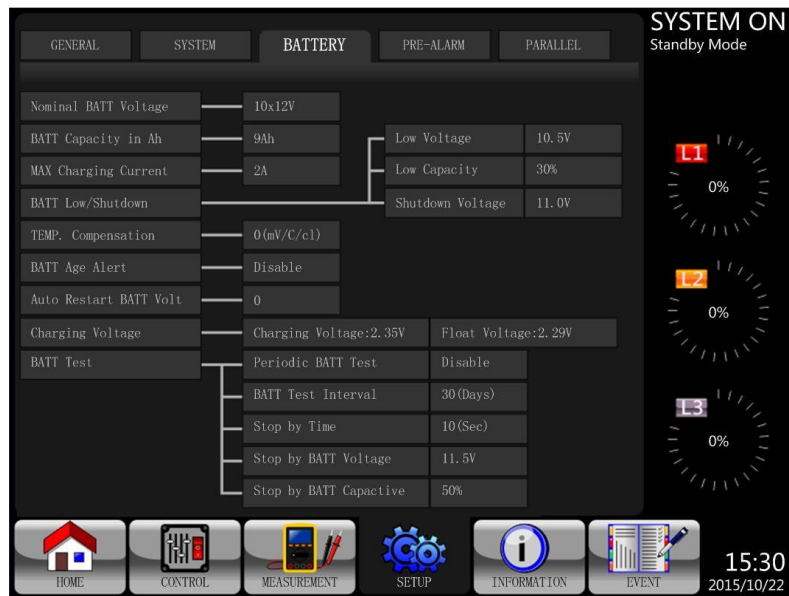 SYSTEM ON
Standby Mode
GENERAL SYSTEM BATTERY PRE-ALARM PARALLEL
Nominal BATT Voltage 10x12V
BATT Capacity in Ah 9Ah Low Voltage 10.5V
MAX Charging Current 2A Low Capacity 30%
BATT Low/Shutdown Shutdown Voltage 11.0V
TEMP. Compensation 0(mV/C/cl)
BATT Age Alert Disable
Auto Restart BATT Volt 0
Charging Voltage Charging Voltage:2.35V Float Voltage:2.29V
BATT Test Periodic BATT Test Disable
BATT Test Interval 30(Days)
Stop by Time 10(Sec)
Stop by BATT Voltage 11.5V
Stop by BATT Capactive 50%
L1
0%
L2
0%
L3
0%
HOME CONTROL MEASUREMENT SETUP INFORMATION EVENT
15:30
2015/10/22